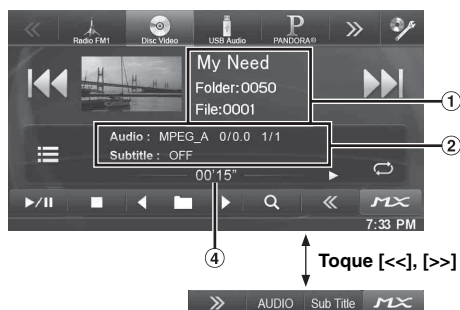 Radio FM1 Disc Video USB Audio PANDORA®
My Need
Folder:0050
File:0001
1
Audio : MPEG_A 0/0.0 1/1
2
Subtitle : OFF
00'15"
MX
7:33 PM
4
Toque [<<], [>>]
AUDIO Sub Title MX